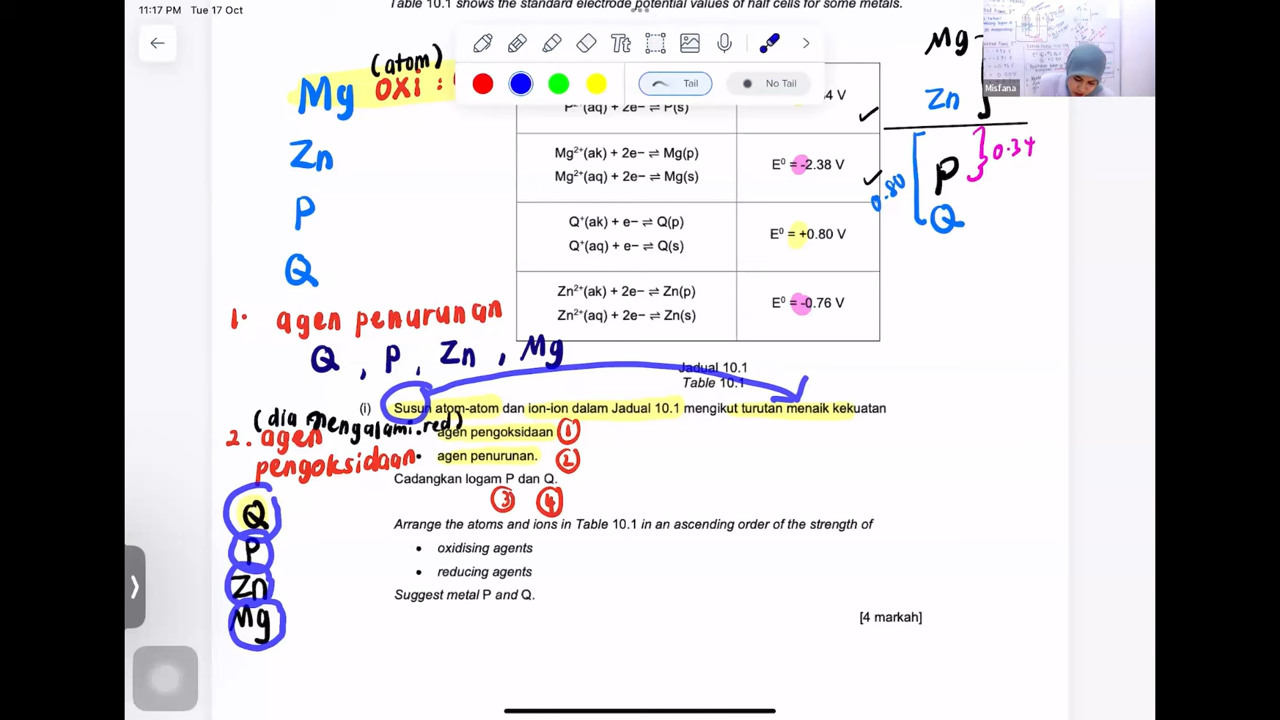 11:17 PM Tue 17 Oct
Table 10.1 shows the standard electrode potential values of half cells for some metals.
Tt
Tail
No Tail
Misfana
(atom)
Mg OXI :
Zn
P
Q
4 V
P²⁺(aq) + 2e− ⇌ P(s)
Mg²⁺(ak) + 2e− ⇌ Mg(p)
Mg²⁺(aq) + 2e− ⇌ Mg(s)
E⁰ = -2.38 V
Q⁺(ak) + e− ⇌ Q(p)
Q⁺(aq) + e− ⇌ Q(s)
E⁰ = +0.80 V
Zn²⁺(ak) + 2e− ⇌ Zn(p)
Zn²⁺(aq) + 2e− ⇌ Zn(s)
E⁰ = -0.76 V
Mg
Zn
0.34
P
0.80
Q
1. agen penurunan
Q , P , Zn , Mg
Jadual 10.1
Table 10.1
(i) Susun atom-atom dan ion-ion dalam Jadual 10.1 mengikut turutan menaik kekuatan
(dia mengalami red)
• agen pengoksidaan 1
• agen penurunan. 2
2. agen
pengoksidaan
Cadangkan logam P dan Q.
3 4
Q
P
Zn
Mg
Arrange the atoms and ions in Table 10.1 in an ascending order of the strength of
• oxidising agents
• reducing agents
Suggest metal P and Q.
[4 markah]